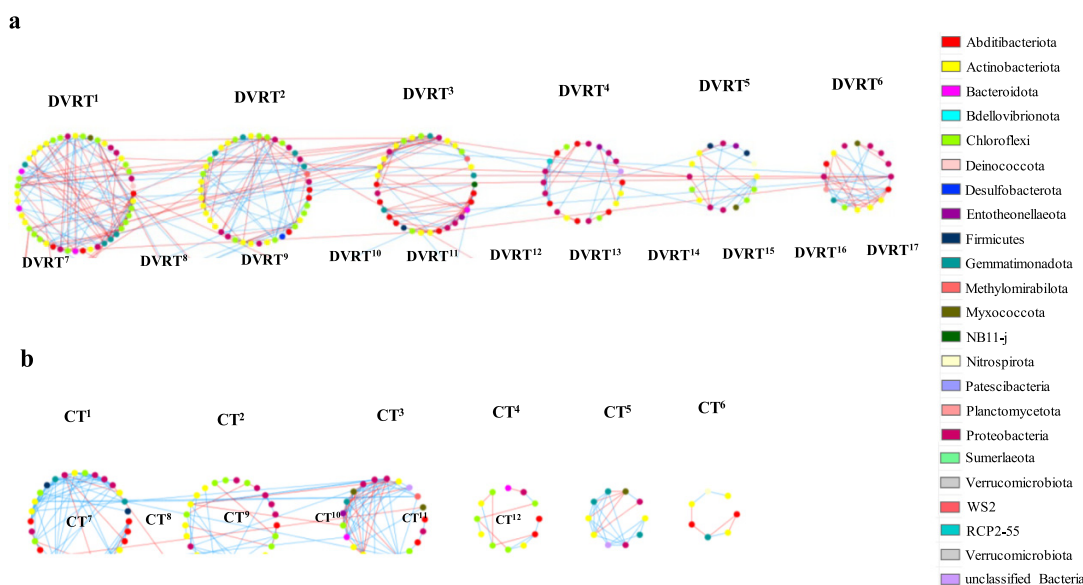 a
DVRT¹ DVRT² DVRT³ DVRT⁴ DVRT⁵ DVRT⁶
DVRT⁷ DVRT⁸ DVRT⁹ DVRT¹⁰ DVRT¹¹ DVRT¹² DVRT¹³ DVRT¹⁴ DVRT¹⁵ DVRT¹⁶ DVRT¹⁷
b
CT¹ CT² CT³ CT⁴ CT⁵ CT⁶
CT⁷ CT⁸ CT⁹ CT¹⁰ CT¹¹ CT¹²
Abditibacteriota
Actinobacteriota
Bacteroidota
Bdellovibrionota
Chloroflexi
Deinococcota
Desulfobacterota
Entotheonellaeota
Firmicutes
Gemmatimonadota
Methylomirabilota
Myxococcota
NB11-j
Nitrospirota
Patescibacteria
Planctomycetota
Proteobacteria
Sumerlaeota
Verrucomicrobiota
WS2
RCP2-55
Verrucomicrobiota
unclassified_Bacteria